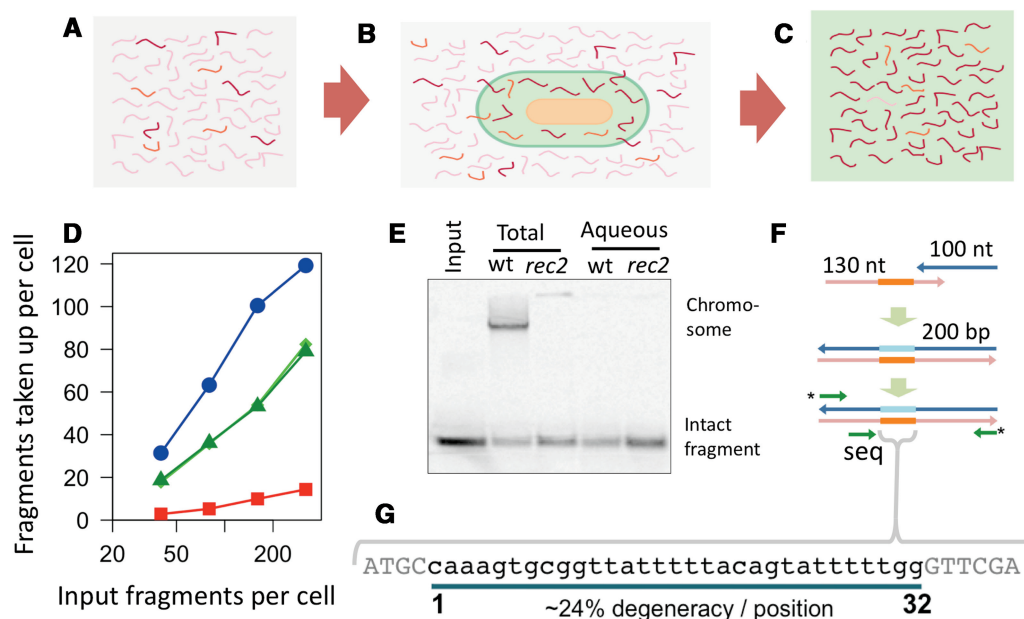 A
B
C
D
Fragments taken up per cell
120
100
80
60
40
20
0
20 50 200
Input fragments per cell
E
Input
Total Aqueous
wt rec2 wt rec2
Chromo-
some
Intact
fragment
F
130 nt
100 nt
200 bp
*
*
seq
G
ATGCcaaagtgcggttatttttacagtatttttggGTTCGA
1 ~24% degeneracy / position 32